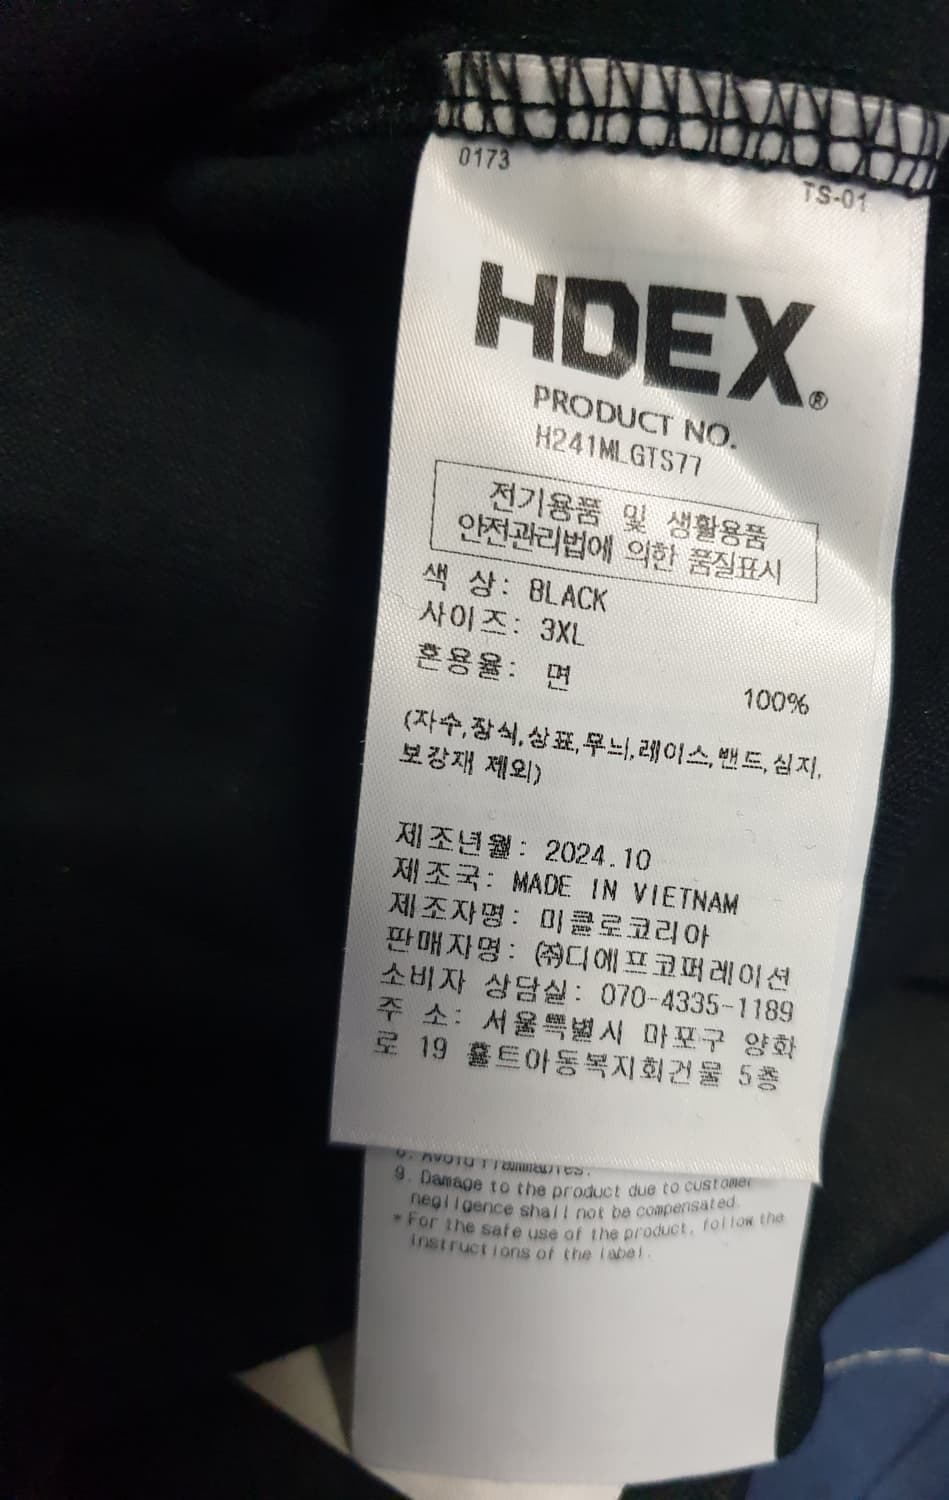 0173
TS-01
HDEX®
PRODUCT NO.
H241MLGTS77
전기용품 및 생활용품
안전관리법에 의한 품질표시
색 상: BLACK
사이즈: 3XL
혼용율: 면 100%
(자수,장식,상표,무늬,레이스,밴드,심지,
보강재 제외)
제조년월: 2024.10
제조국: MADE IN VIETNAM
제조자명: 미클로코리아
판매자명: ㈜디에프코퍼레이션
소비자 상담실: 070-4335-1189
주 소: 서울특별시 마포구 양화
로 19 홀트아동복지회건물 5층
8. Avoid flammables.
9. Damage to the product due to customer
negligence shall not be compensated.
* For the safe use of the product, follow the
instructions of the label.